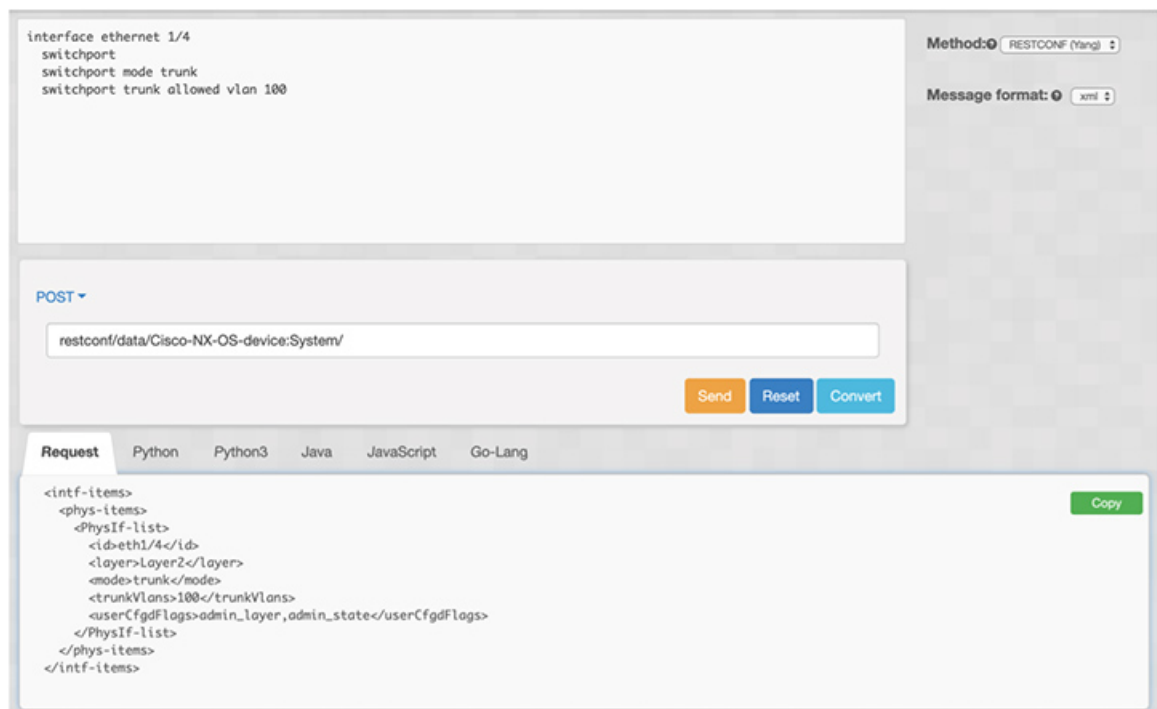 interface ethernet 1/4
  switchport
  switchport mode trunk
  switchport trunk allowed vlan 100
Method: RESTCONF (Yang)
Message format: xml
POST
restconf/data/Cisco-NX-OS-device:System/
Send Reset Convert
Request Python Python3 Java JavaScript Go-Lang
Copy
<intf-items>
  <phys-items>
    <PhysIf-list>
      <id>eth1/4</id>
      <layer>Layer2</layer>
      <mode>trunk</mode>
      <trunkVlans>100</trunkVlans>
      <userCfgdFlags>admin_layer,admin_state</userCfgdFlags>
    </PhysIf-list>
  </phys-items>
</intf-items>